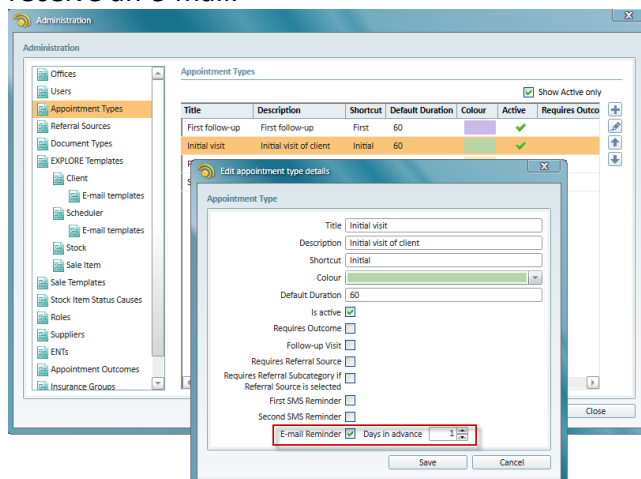 Administration
Administration
Offices
Users
Appointment Types
Referral Sources
Document Types
EXPLORE Templates
Client
E-mail templates
Scheduler
E-mail templates
Stock
Sale Item
Sale Templates
Stock Item Status Causes
Roles
Suppliers
ENTs
Appointment Outcomes
Insurance Groups
Appointment Types
Show Active only
Title Description Shortcut Default Duration Colour Active Requires Outco
First follow-up First follow-up First 60
Initial visit Initial visit of client Initial 60
Edit appointment type details
Appointment Type
Title Initial visit
Description Initial visit of client
Shortcut Initial
Colour
Default Duration 60
Is active
Requires Outcome
Follow-up Visit
Requires Referral Source
Requires Referral Subcategory if
Referral Source is selected
First SMS Reminder
Second SMS Reminder
E-mail Reminder Days in advance 1
Save Cancel
Close